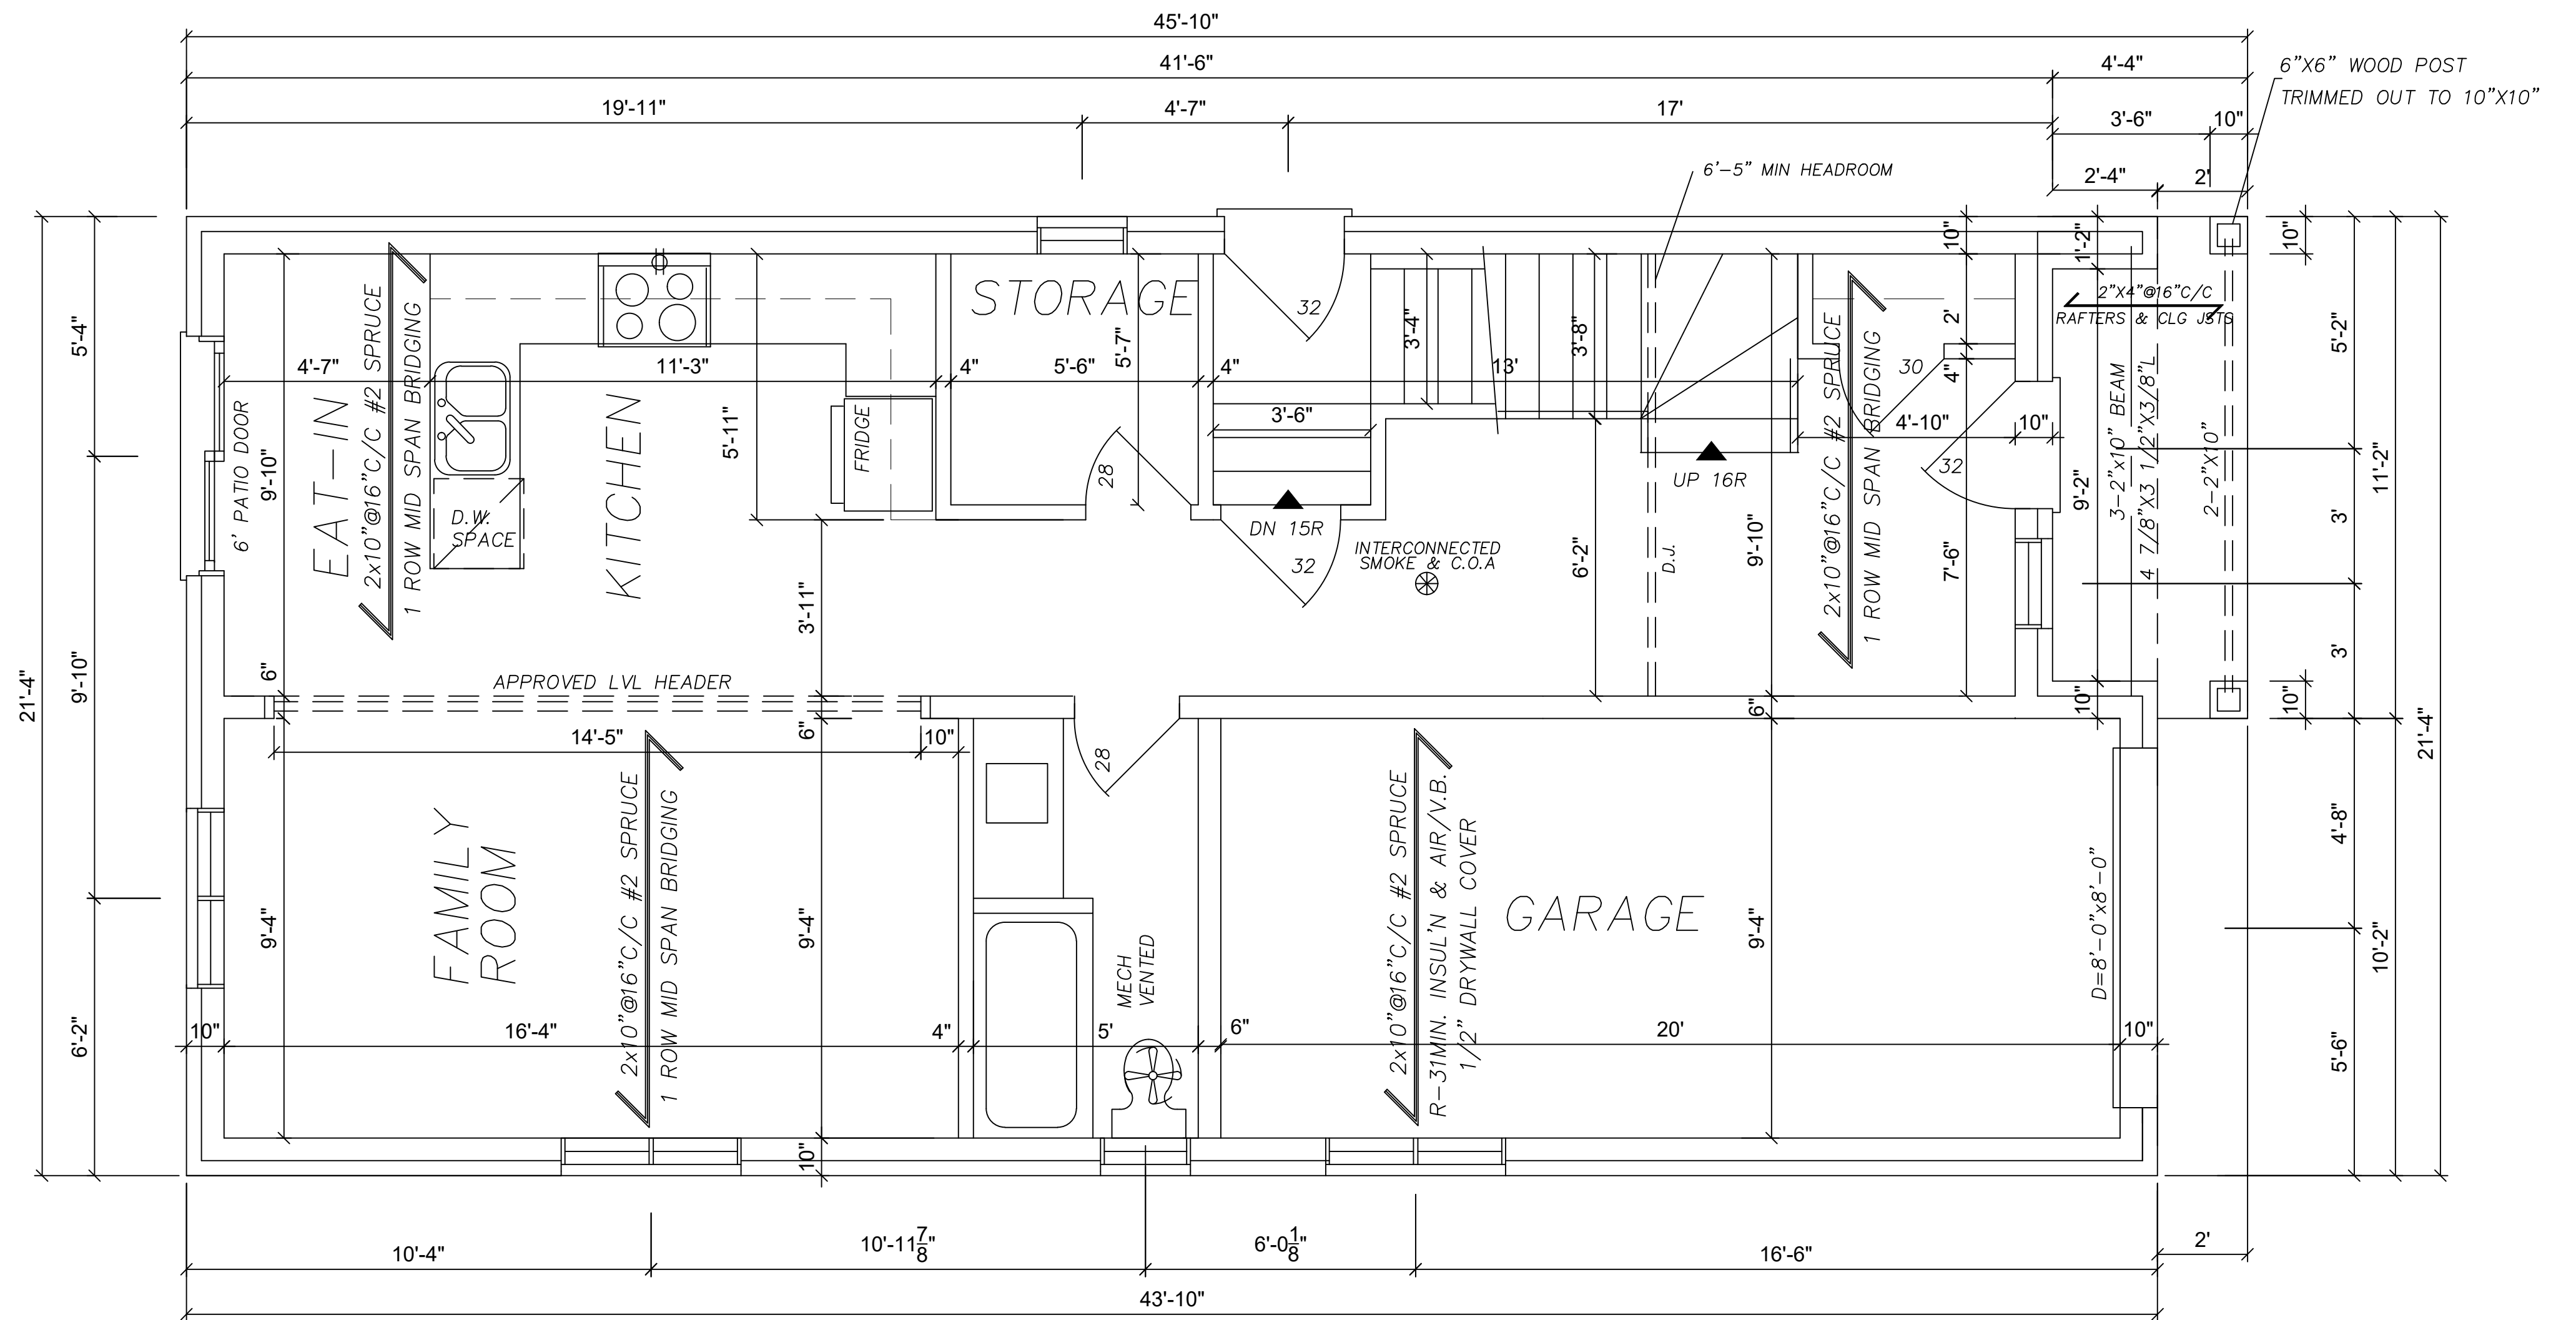 45'-10"
41'-6"
4'-4"
6”X6” WOOD POST
TRIMMED OUT TO 10”X10”
19'-11"
4'-7"
17'
3'-6"
10"
2'-4"
2'
6’–5” MIN HEADROOM
21'-4"
5'-4"
9'-10"
6'-2"
6' PATIO DOOR
9'-10"
EAT–IN
2x10”@16”C/C #2 SPRUCE
1 ROW MID SPAN BRIDGING
4'-7"
11'-3"
4"
5'-6"
4"
13'
D.W.
SPACE
KITCHEN
5'-11"
FRIDGE
STORAGE
5'-7"
28
32
3'-4"
3'-8"
3'-6"
DN 15R
32
INTERCONNECTED
SMOKE & C.O.A
UP 16R
6'-2"
D.J.
9'-10"
2x10”@16”C/C #2 SPRUCE
1 ROW MID SPAN BRIDGING
10"
2'
4"
30
4'-10"
10"
32
7'-6"
1'-2"
2”X4”@16”C/C
RAFTERS & CLG JSTS
9'-2"
3–2”x10” BEAM
4 7/8”X3 1/2”X3/8”L
2–2”X10”
10"
10"
10"
5'-2"
3'
3'
11'-2"
21'-4"
4'-8"
10'-2"
5'-6"
3'-11"
6"
APPROVED LVL HEADER
6"
6"
14'-5"
10"
28
9'-4"
FAMILY
ROOM
2x10”@16”C/C #2 SPRUCE
1 ROW MID SPAN BRIDGING
9'-4"
MECH
VENTED
2x10”@16”C/C #2 SPRUCE
R–31MIN. INSUL’N & AIR/V.B.
1/2” DRYWALL COVER
GARAGE
9'-4"
D=8’–0”x8’–0”
10"
16'-4"
4"
5'
6"
20'
10"
10"
10'-4"
10'-11 7/8"
6'-0 1/8"
16'-6"
2'
43'-10"